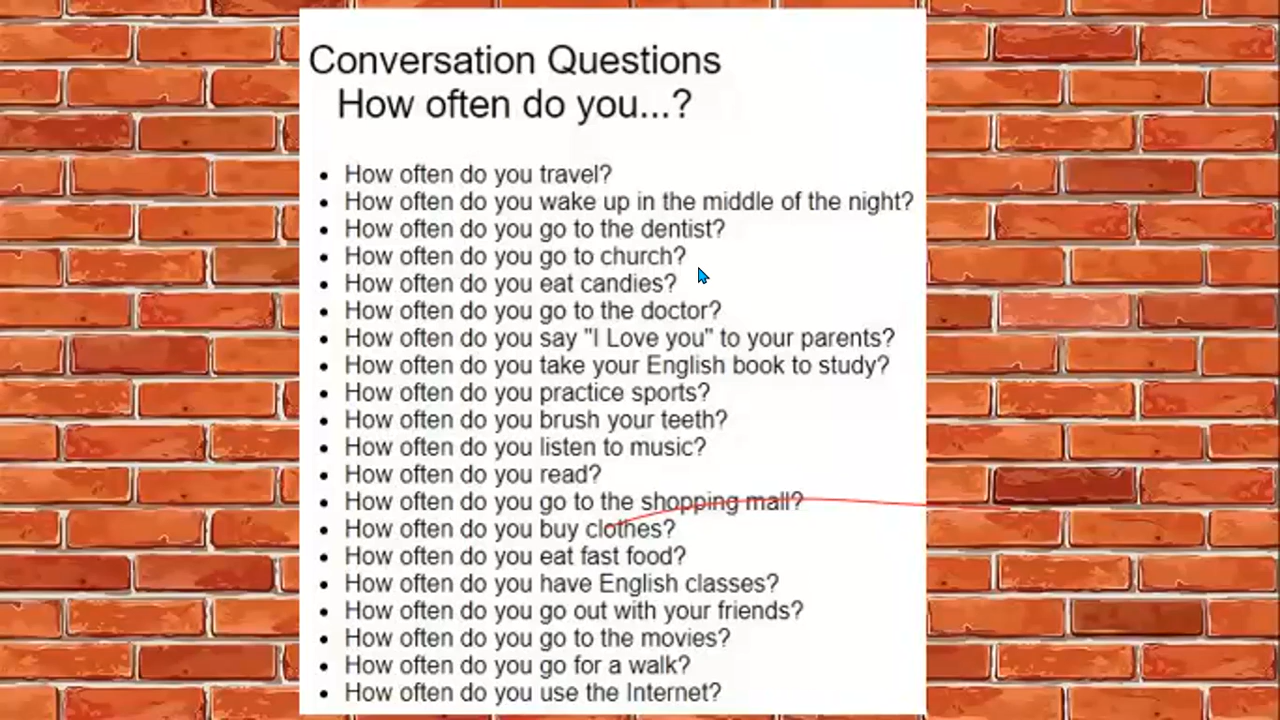 Conversation Questions
How often do you...?
• How often do you travel?
• How often do you wake up in the middle of the night?
• How often do you go to the dentist?
• How often do you go to church?
• How often do you eat candies?
• How often do you go to the doctor?
• How often do you say "I Love you" to your parents?
• How often do you take your English book to study?
• How often do you practice sports?
• How often do you brush your teeth?
• How often do you listen to music?
• How often do you read?
• How often do you go to the shopping mall?
• How often do you buy clothes?
• How often do you eat fast food?
• How often do you have English classes?
• How often do you go out with your friends?
• How often do you go to the movies?
• How often do you go for a walk?
• How often do you use the Internet?